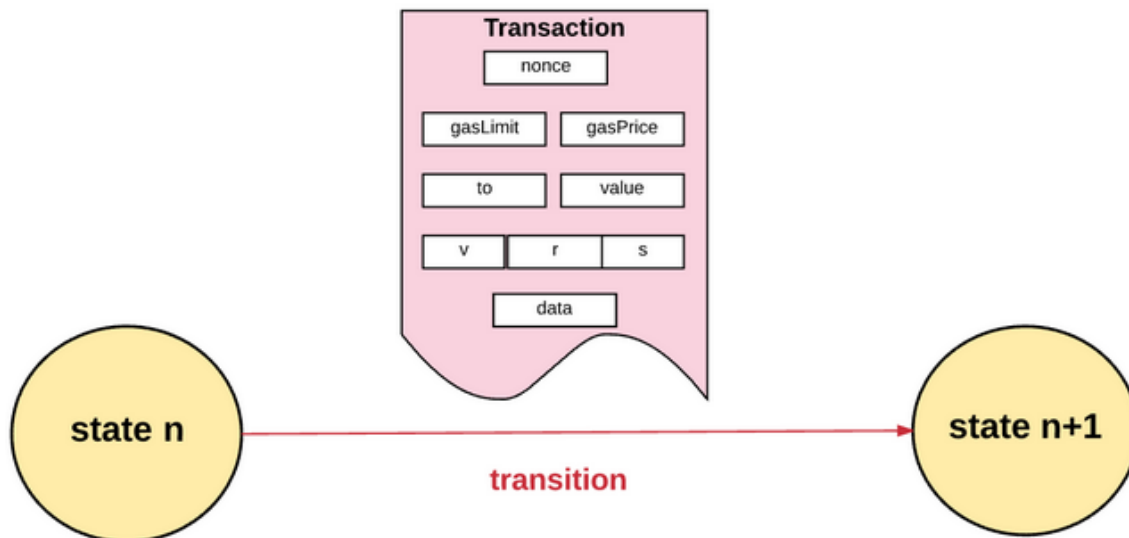 Transaction
nonce
gasLimit gasPrice
to value
v r s
data
state n
state n+1
transition